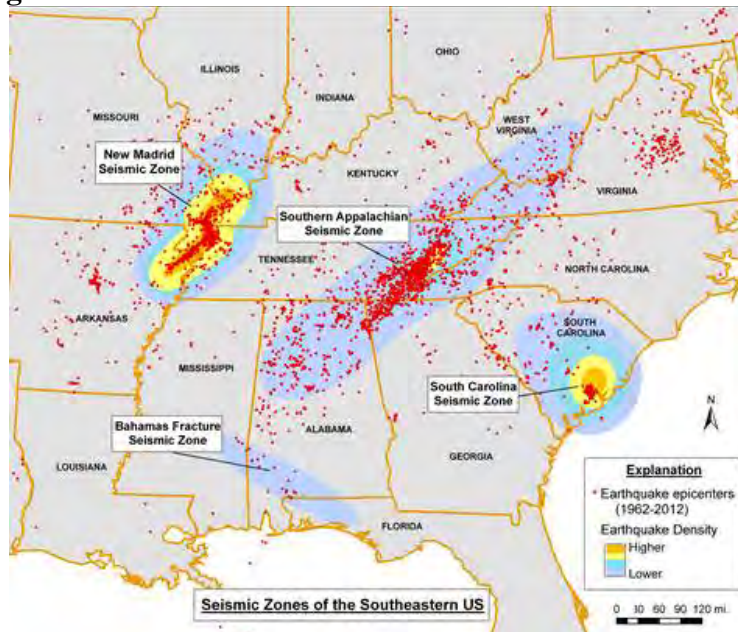 g
OHIO
ILLINOIS
INDIANA
MISSOURI
WEST
VIRGINIA
New Madrid
Seismic Zone
KENTUCKY
VIRGINIA
Southern Appalachian
Seismic Zone
TENNESSEE
NORTH CAROLINA
ARKANSAS
SOUTH
CAROLINA
MISSISSIPPI
South Carolina
Seismic Zone
N
Bahamas Fracture
Seismic Zone
ALABAMA
GEORGIA
LOUISIANA
Explanation
Earthquake epicenters
(1962-2012)
FLORIDA
Earthquake Density
Higher
Lower
Seismic Zones of the Southeastern US
0 30 60 90 120 mi.